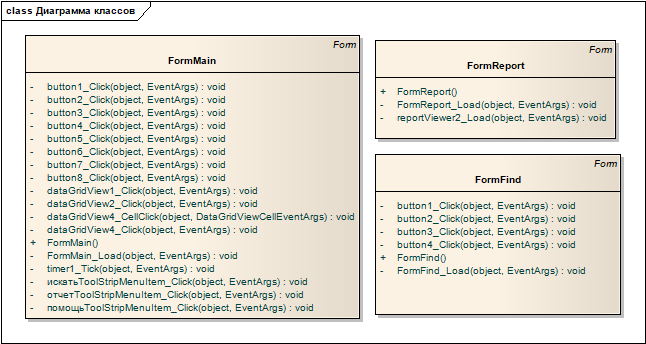 class Диаграмма классов
Form
FormMain
- button1_Click(object, EventArgs) : void
- button2_Click(object, EventArgs) : void
- button3_Click(object, EventArgs) : void
- button4_Click(object, EventArgs) : void
- button5_Click(object, EventArgs) : void
- button6_Click(object, EventArgs) : void
- button7_Click(object, EventArgs) : void
- button8_Click(object, EventArgs) : void
- dataGridView1_Click(object, EventArgs) : void
- dataGridView2_Click(object, EventArgs) : void
- dataGridView4_CellClick(object, DataGridViewCellEventArgs) : void
- dataGridView4_Click(object, EventArgs) : void
+ FormMain()
- FormMain_Load(object, EventArgs) : void
- timer1_Tick(object, EventArgs) : void
- искатьToolStripMenuItem_Click(object, EventArgs) : void
- отчетToolStripMenuItem_Click(object, EventArgs) : void
- помощьToolStripMenuItem_Click(object, EventArgs) : void
Form
FormReport
+ FormReport()
- FormReport_Load(object, EventArgs) : void
- reportViewer2_Load(object, EventArgs) : void
Form
FormFind
- button1_Click(object, EventArgs) : void
- button2_Click(object, EventArgs) : void
- button3_Click(object, EventArgs) : void
- button4_Click(object, EventArgs) : void
+ FormFind()
- FormFind_Load(object, EventArgs) : void